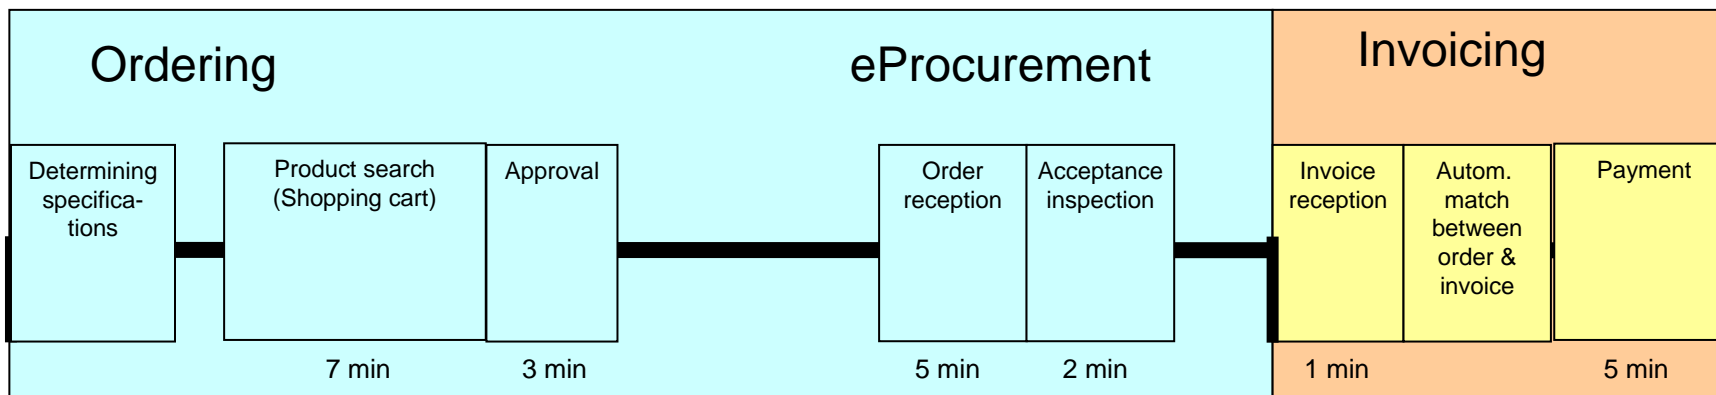 Ordering
eProcurement
Invoicing
Determining
specifica-
tions
Product search
(Shopping cart)
Approval
Order
reception
Acceptance
inspection
Invoice
reception
Autom.
match
between
order &
invoice
Payment
7 min
3 min
5 min
2 min
1 min
5 min